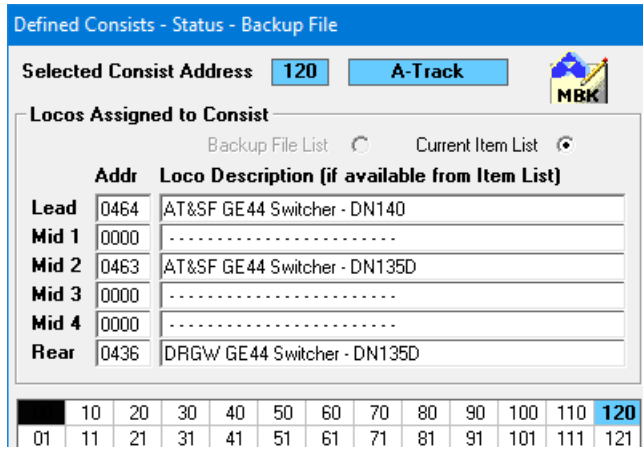 Defined Consists - Status - Backup File
Selected Consist Address 120 A-Track
MBK
Locos Assigned to Consist
Backup File List Current Item List
Addr Loco Description (if available from Item List)
Lead 0464 AT&SF GE44 Switcher - DN140
Mid 1 0000 - - - - - - - - - - - - - - - - - - - - - - - -
Mid 2 0463 AT&SF GE44 Switcher - DN135D
Mid 3 0000 - - - - - - - - - - - - - - - - - - - - - - - -
Mid 4 0000 - - - - - - - - - - - - - - - - - - - - - - - -
Rear 0436 DRGW GE44 Switcher - DN135D
10 20 30 40 50 60 70 80 90 100 110 120
01 11 21 31 41 51 61 71 81 91 101 111 121